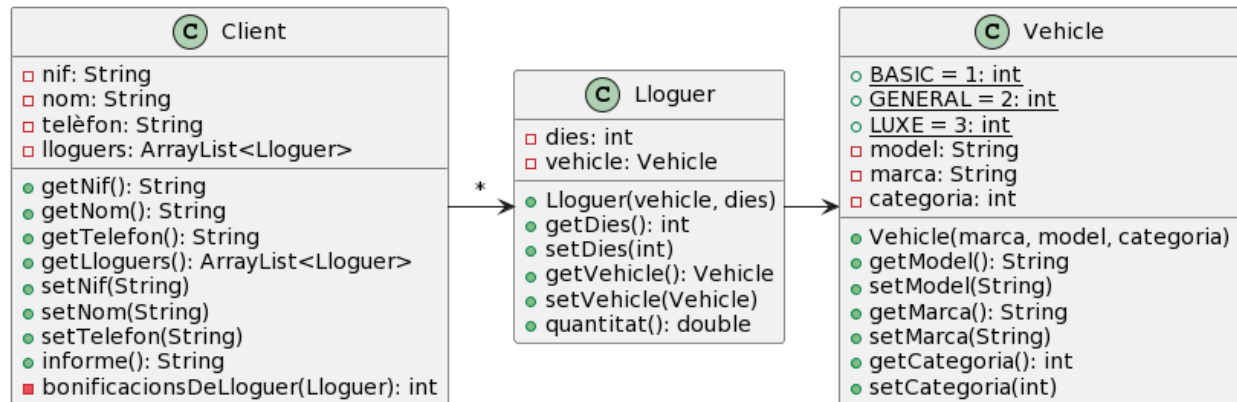 C Client
nif: String
nom: String
telèfon: String
lloguers: ArrayList<Lloguer>
getNif(): String
getNom(): String
getTelefon(): String
getLloguers(): ArrayList<Lloguer>
setNif(String)
setNom(String)
setTelefon(String)
informe(): String
bonificacionsDeLloguer(Lloguer): int
*
C Lloguer
dies: int
vehicle: Vehicle
Lloguer(vehicle, dies)
getDies(): int
setDies(int)
getVehicle(): Vehicle
setVehicle(Vehicle)
quantitat(): double
C Vehicle
BASIC = 1: int
GENERAL = 2: int
LUXE = 3: int
model: String
marca: String
categoria: int
Vehicle(marca, model, categoria)
getModel(): String
setModel(String)
getMarca(): String
setMarca(String)
getCategoria(): int
setCategoria(int)